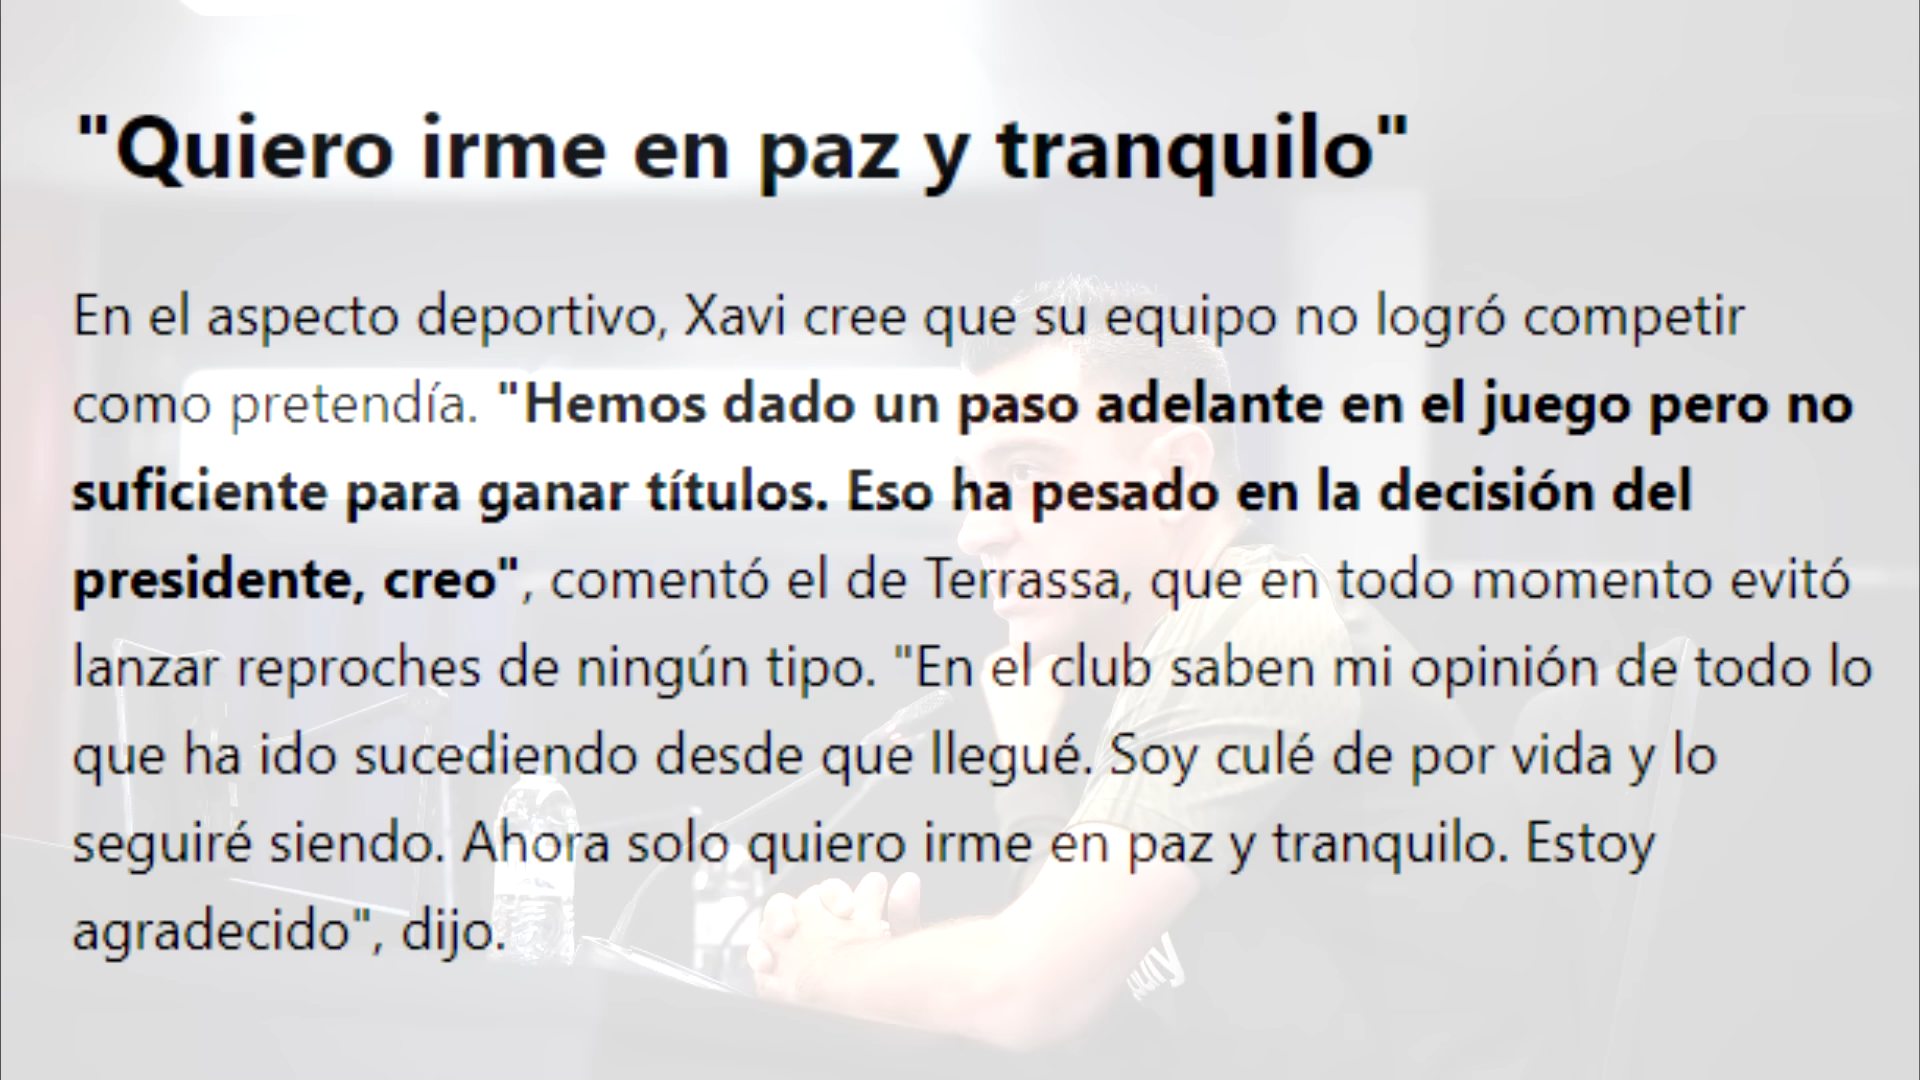 "Quiero irme en paz y tranquilo"
En el aspecto deportivo, Xavi cree que su equipo no logró competir
como pretendía. "Hemos dado un paso adelante en el juego pero no
suficiente para ganar títulos. Eso ha pesado en la decisión del
presidente, creo", comentó el de Terrassa, que en todo momento evitó
lanzar reproches de ningún tipo. "En el club saben mi opinión de todo lo
que ha ido sucediendo desde que llegué. Soy culé de por vida y lo
seguiré siendo. Ahora solo quiero irme en paz y tranquilo. Estoy
agradecido", dijo.